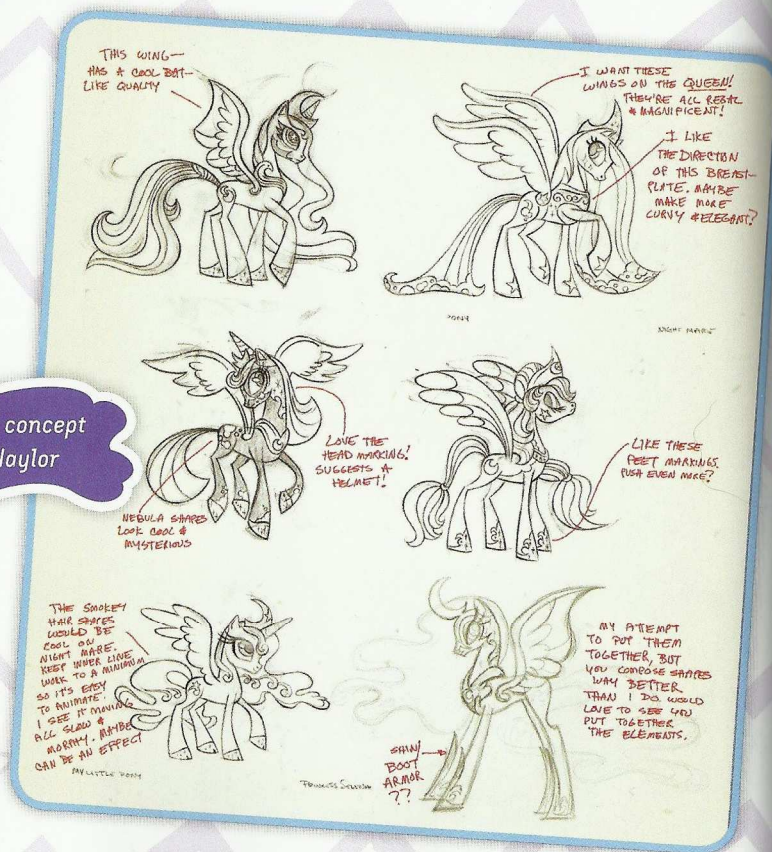 THIS WING—
HAS A COOL BAT-
LIKE QUALITY
I WANT THESE
WINGS ON THE QUEEN!
THEY'RE ALL REGAL
& MAGNIFICENT!
I LIKE
THE DIRECTION
OF THIS BREAST-
PLATE. MAYBE
MAKE MORE
CURVY & ELEGANT?
PONY
NIGHT MARE
concept
Naylor
LOVE THE
HEAD MARKING!
SUGGESTS A
HELMET!
NEBULA SHAPES
LOOK COOL &
MYSTERIOUS
LIKE THESE
FEET MARKINGS.
PUSH EVEN MORE?
THE SMOKEY
HAIR SHAPES
WOULD BE
COOL ON
NIGHT MARE.
KEEP INNER LINE
WORK TO A MINIMUM
SO IT'S EASY
TO ANIMATE.
I SEE IT MOVING
ALL SLOW &
MORPHY. MAYBE
CAN BE AN EFFECT
MY LITTLE PONY
PRINCESS SELENA
SHIN/
BOOT
ARMOR
??
MY ATTEMPT
TO PUT THEM
TOGETHER, BUT
YOU COMPOSE SHAPES
WAY BETTER
THAN I DO. WOULD
LOVE TO SEE YOU
PUT TOGETHER
THE ELEMENTS.